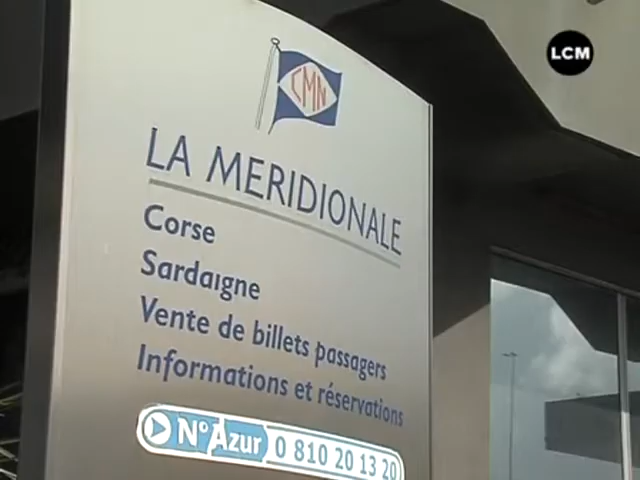 LCM
CMN
LA MERIDIONALE
Corse
Sardaigne
Vente de billets passagers
Informations et réservations
N° Azur 0 810 20 13 20